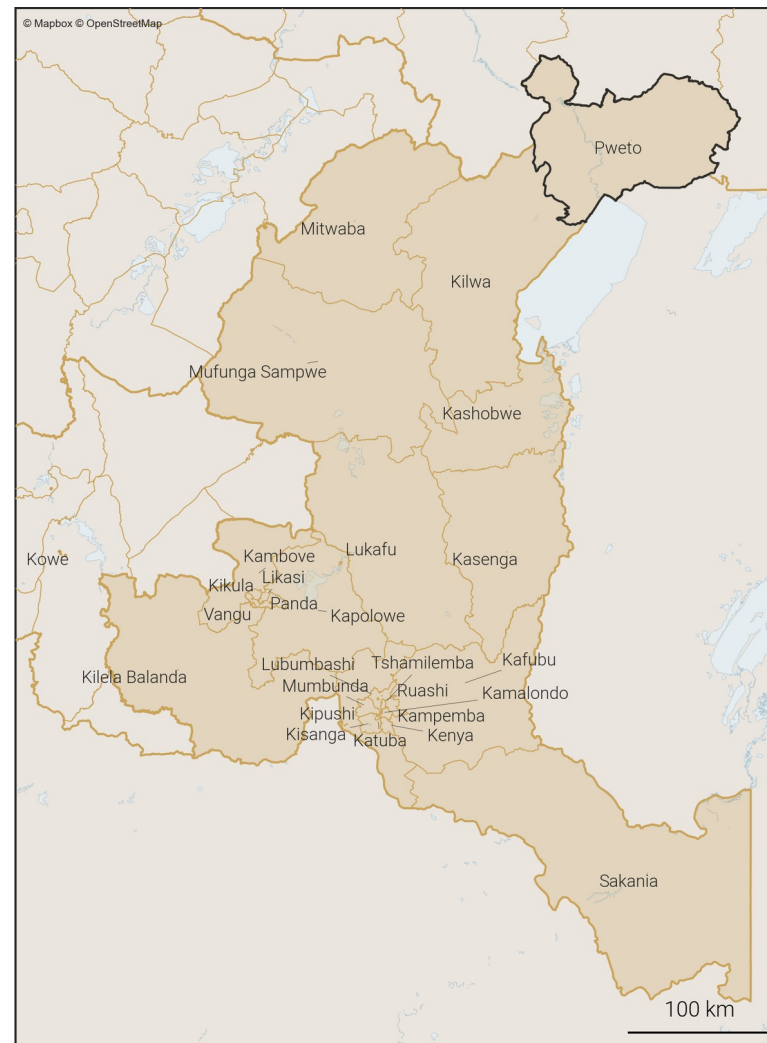 © Mapbox © OpenStreetMap
Pweto
Mitwaba
Kilwa
Mufunga Sampwe
Kashobwe
Lukafu
Kambove
Kowe
Kasenga
Likasi
Kikula
Panda
Vangu
Kapolowe
Kafubu
Lubumbashi
Tshamilemba
Kilela Balanda
Mumbunda
Ruashi
Kamalondo
Kipushi
Kampemba
Kisanga
Kenya
Katuba
Sakania
100 km